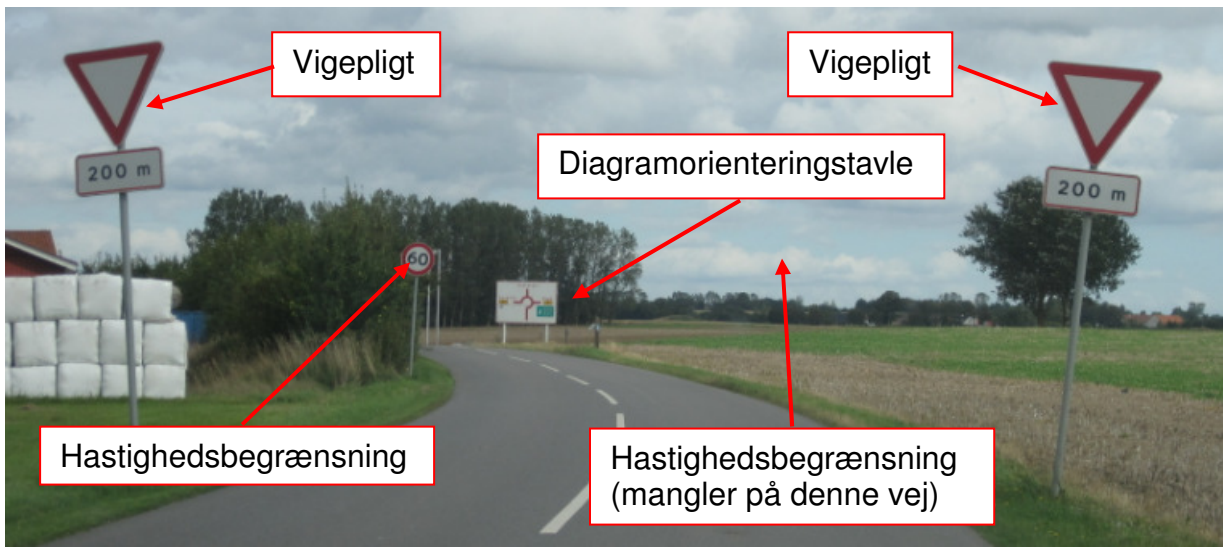 Vigepligt
Vigepligt
200 m
Diagramorienteringstavle
200 m
60
Hastighedsbegrænsning
Hastighedsbegrænsning
(mangler på denne vej)